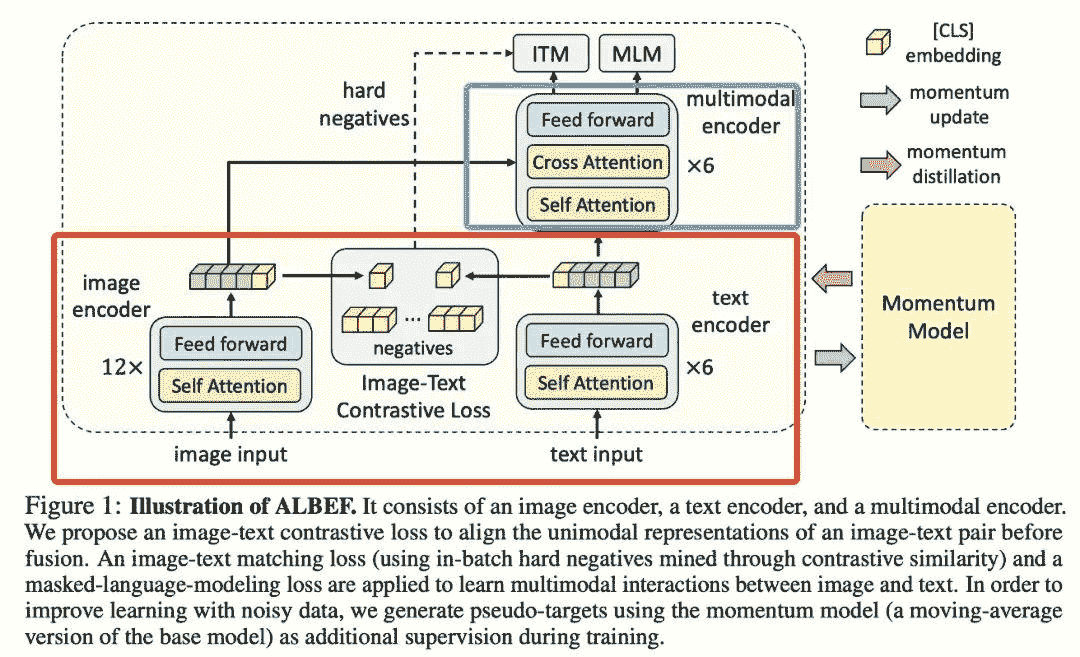 ITM
MLM
[CLS]
embedding
hard
negatives
Feed forward
Cross Attention
Self Attention
multimodal
encoder
×6
momentum
update
momentum
distillation
image
encoder
12×
Feed forward
Self Attention
image input
...
negatives
Image-Text
Contrastive Loss
text
encoder
Feed forward
Self Attention
×6
text input
Momentum
Model
Figure 1: Illustration of ALBEF. It consists of an image encoder, a text encoder, and a multimodal encoder.
We propose an image-text contrastive loss to align the unimodal representations of an image-text pair before
fusion. An image-text matching loss (using in-batch hard negatives mined through contrastive similarity) and a
masked-language-modeling loss are applied to learn multimodal interactions between image and text. In order to
improve learning with noisy data, we generate pseudo-targets using the momentum model (a moving-average
version of the base model) as additional supervision during training.